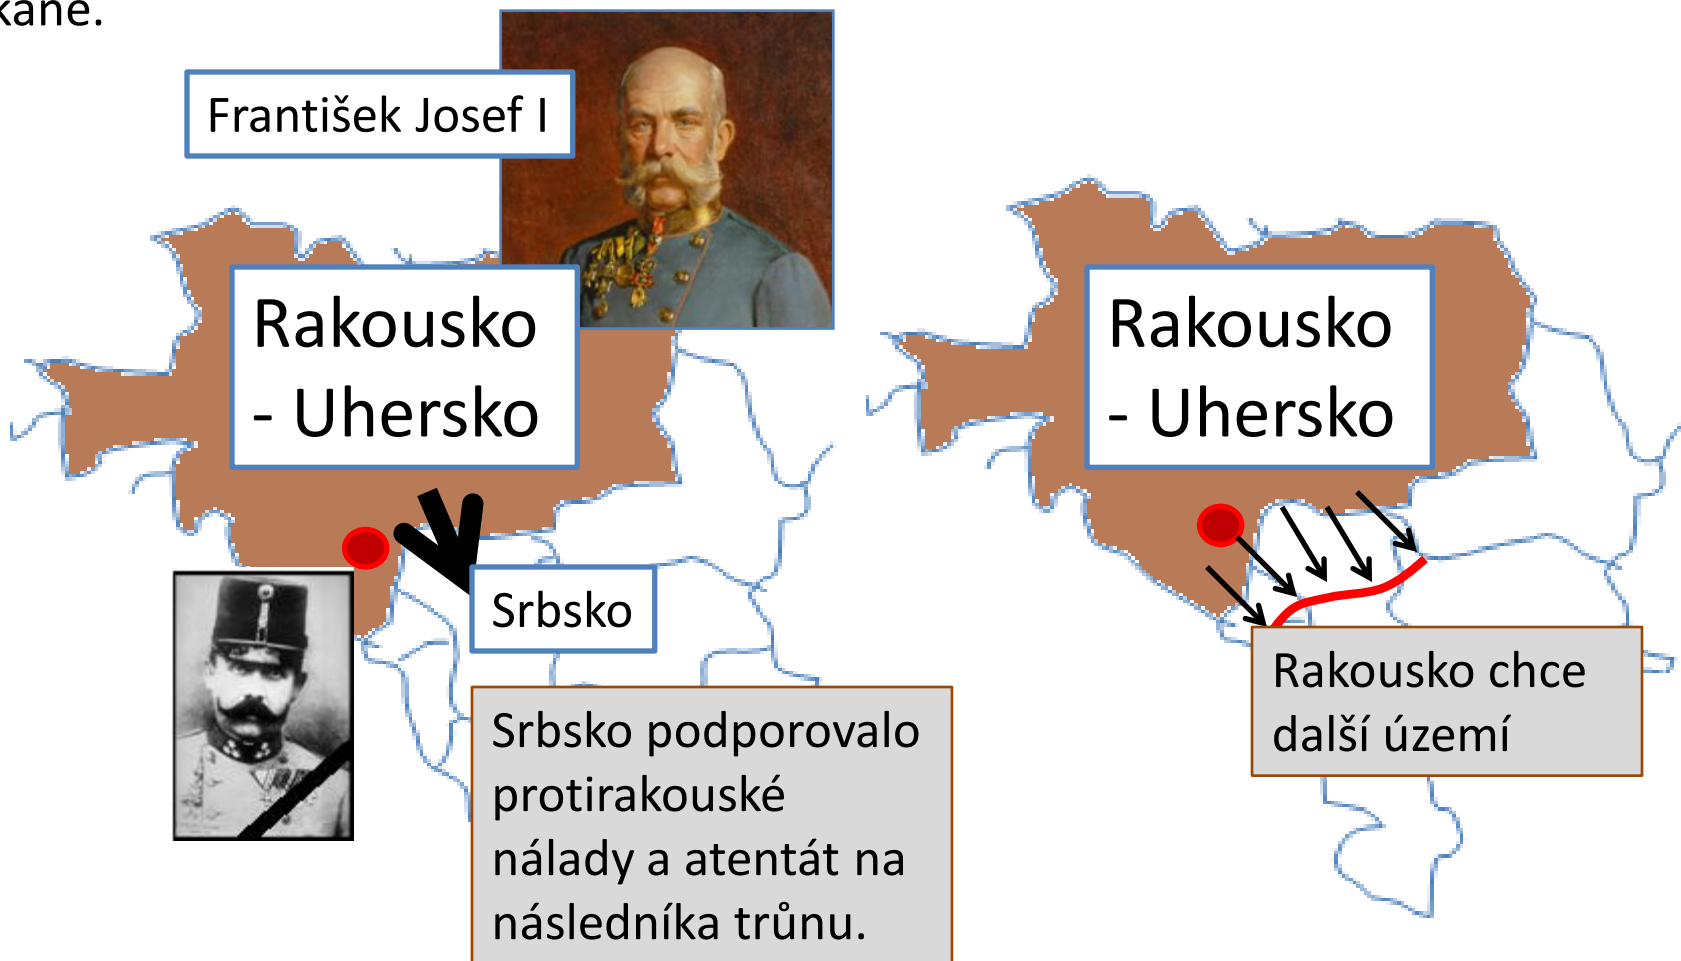 František Josef I
Rakousko
- Uhersko
Srbsko
Srbsko podporovalo
protirakouské
nálady a atentát na
následníka trůnu.
Rakousko
- Uhersko
Rakousko chce
další území